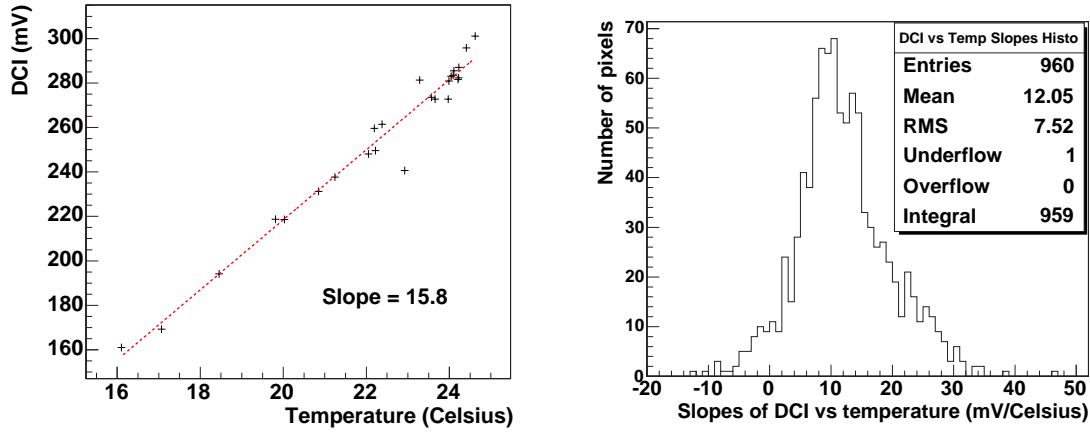 DCI (mV)
300
280
260
240
220
200
180
160
Slope = 15.8
16 18 20 22 24
Temperature (Celsius)
Number of pixels
70
60
50
40
30
20
10
0
DCI vs Temp Slopes Histo
Entries 960
Mean 12.05
RMS 7.52
Underflow 1
Overflow 0
Integral 959
-20 -10 0 10 20 30 40 50
Slopes of DCI vs temperature (mV/Celsius)